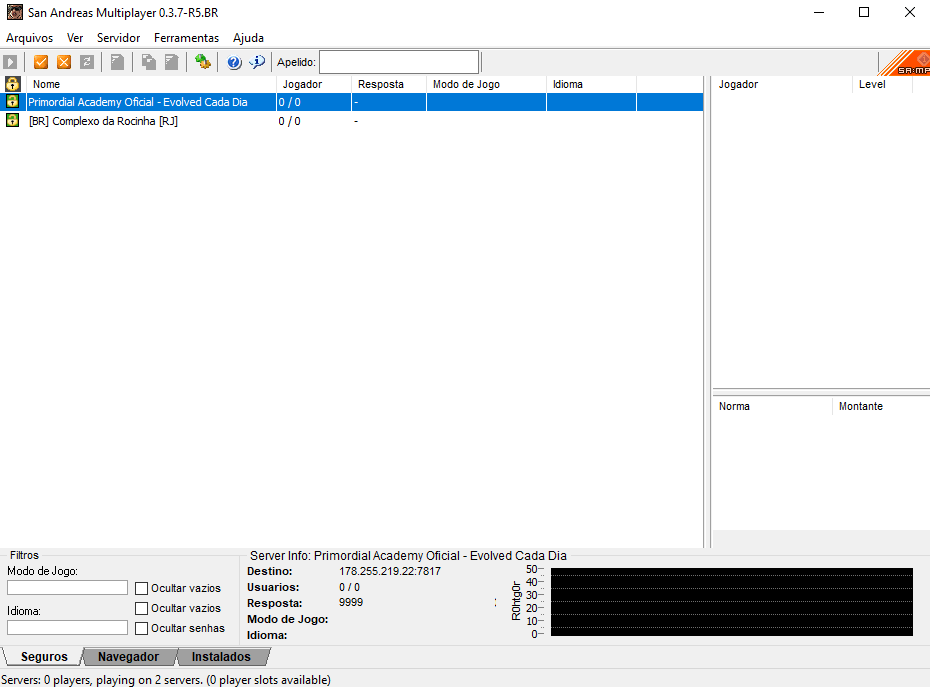 San Andreas Multiplayer 0.3.7-R5.BR
Arquivos Ver Servidor Ferramentas Ajuda
Apelido:
SA:MP
Nome Jogador Resposta Modo de Jogo Idioma Jogador Level
Primordial Academy Oficial - Evolved Cada Dia 0 / 0 -
[BR] Complexo da Rocinha [RJ] 0 / 0 -
Norma Montante
Filtros
Modo de Jogo:
Ocultar vazios
Idioma:
Ocultar vazios
Ocultar senhas
Server Info: Primordial Academy Oficial - Evolved Cada Dia
Destino: 178.255.219.22:7817
Usuarios: 0 / 0
Resposta: 9999 :
Modo de Jogo:
Idioma:
R0htg0r
50
40
30
20
10
0
Seguros Navegador Instalados
Servers: 0 players, playing on 2 servers. (0 player slots available)